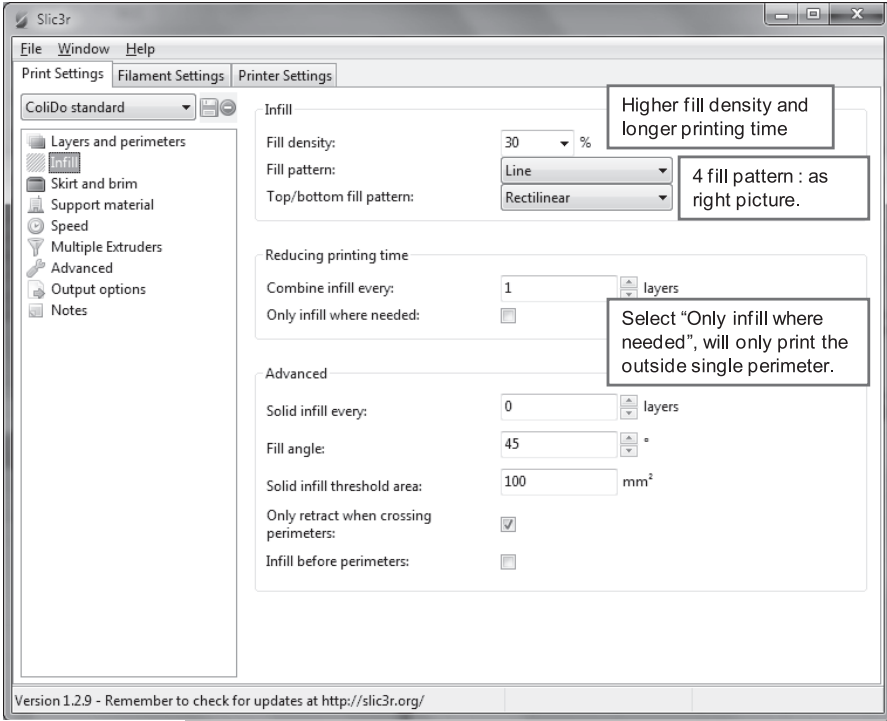 Slic3r
File Window Help
Print Settings Filament Settings Printer Settings
ColiDo standard
Layers and perimeters
Infill
Skirt and brim
Support material
Speed
Multiple Extruders
Advanced
Output options
Notes
Infill
Fill density: 30 %
Fill pattern: Line
Top/bottom fill pattern: Rectilinear
Higher fill density and
longer printing time
4 fill pattern : as
right picture.
Reducing printing time
Combine infill every: 1 layers
Only infill where needed:
Select “Only infill where
needed”, will only print the
outside single perimeter.
Advanced
Solid infill every: 0 layers
Fill angle: 45 °
Solid infill threshold area: 100 mm²
Only retract when crossing
perimeters:
Infill before perimeters:
Version 1.2.9 - Remember to check for updates at http://slic3r.org/